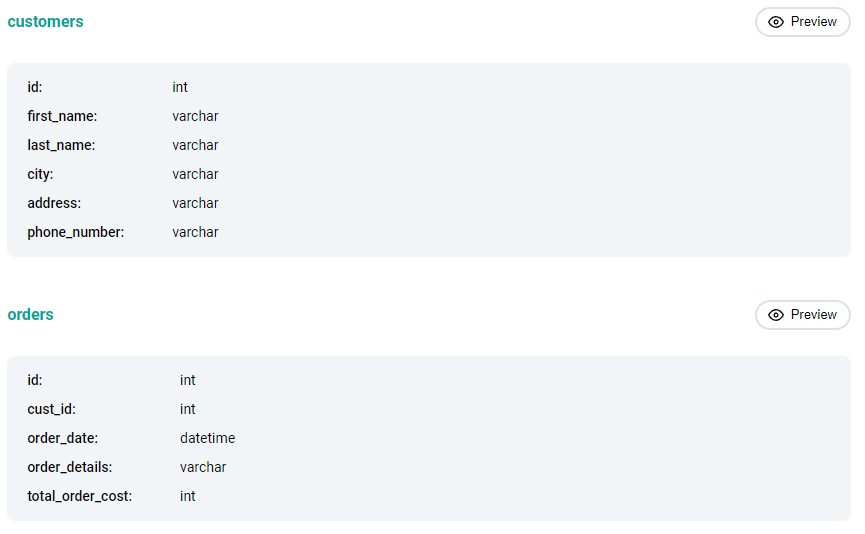 customers Preview
id: int
first_name: varchar
last_name: varchar
city: varchar
address: varchar
phone_number: varchar
orders Preview
id: int
cust_id: int
order_date: datetime
order_details: varchar
total_order_cost: int